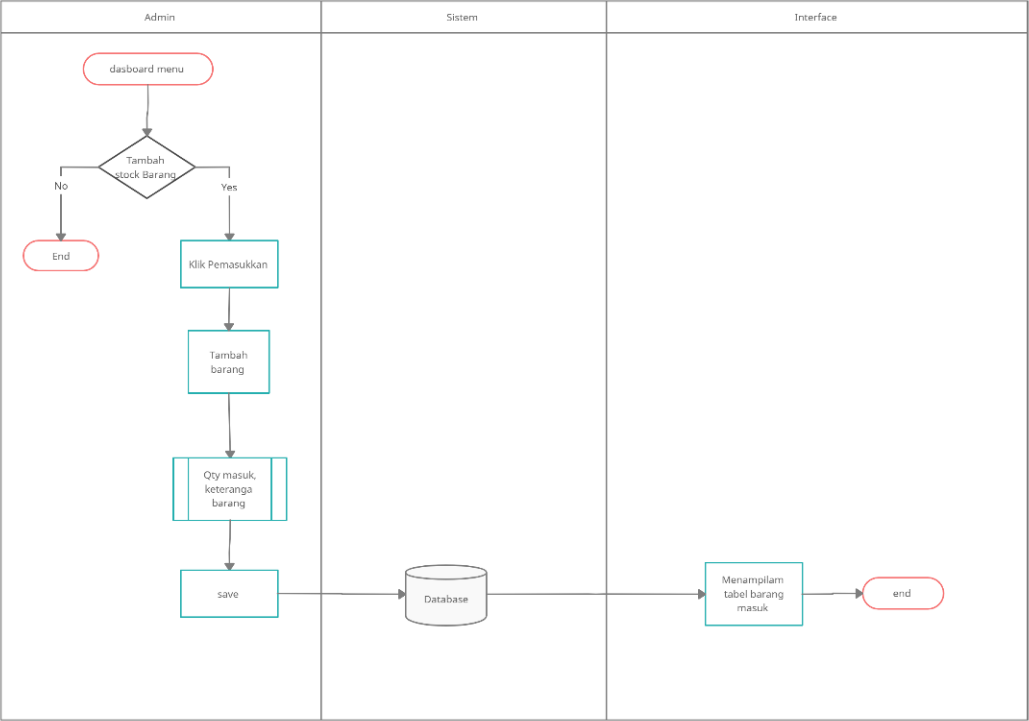 Admin
Sistem
Interface
dasboard menu
Tambah
stock Barang
No
Yes
End
Klik Pemasukkan
Tambah
barang
Qty masuk,
keteranga
barang
save
Database
Menampilam
tabel barang
masuk
end